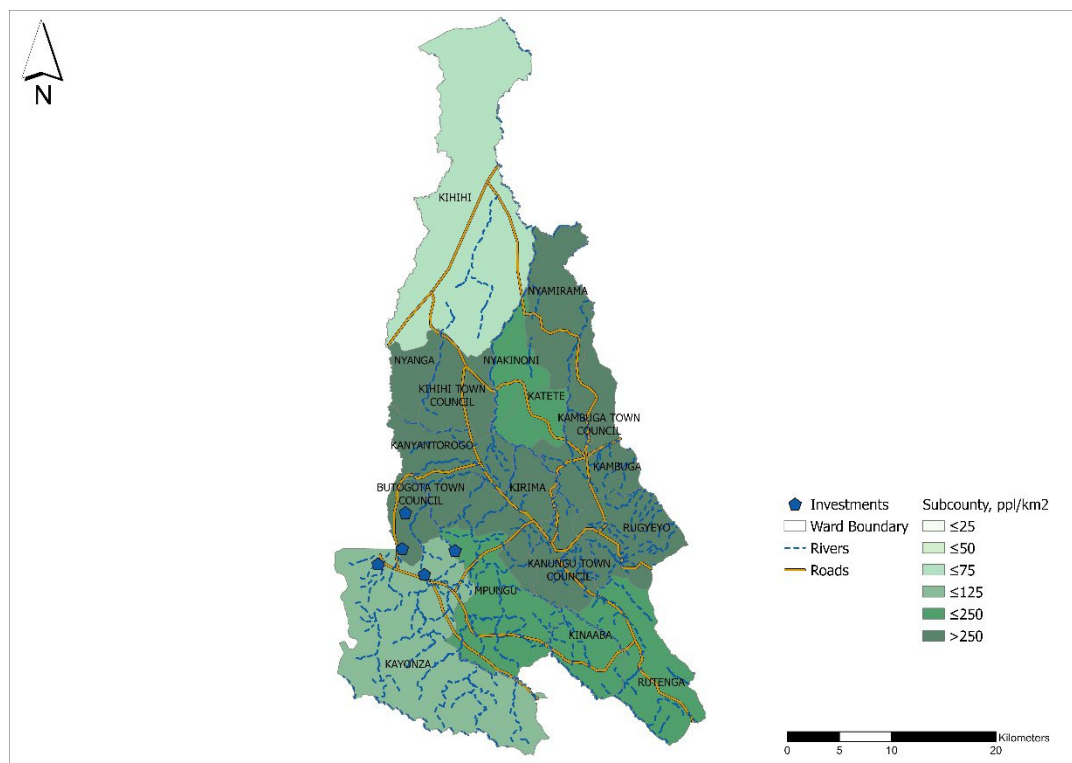 N
KIHIHI
NYAMIRAMA
NYANGA
NYAKINONI
KIHIHI TOWN
COUNCIL
KATETE
KAMBUGA TOWN
COUNCIL
KANYANTOROGO
KAMBUGA
BUTOGOTA TOWN
COUNCIL
KIRIMA
RUGYEYO
KANUNGU TOWN
COUNCIL
MPUNGU
KINAABA
KAYONZA
RUTENGA
Investments
Ward Boundary
Rivers
Roads
Subcounty, ppl/km2
≤25
≤50
≤75
≤125
≤250
>250
Kilometers
0 5 10 20